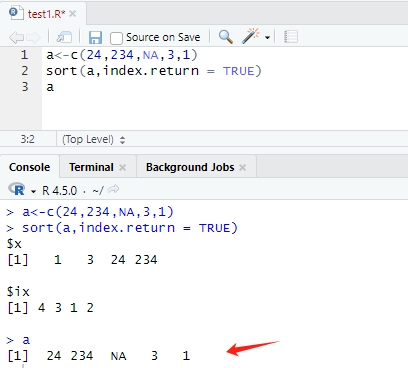 test1.R*
Source on Save
1 a<-c(24,234,NA,3,1)
2 sort(a,index.return = TRUE)
3 a
3:2 (Top Level)
Console Terminal Background Jobs
R 4.5.0 · ~/
> a<-c(24,234,NA,3,1)
> sort(a,index.return = TRUE)
$x
[1]   1   3  24 234

$ix
[1] 4 3 1 2

> a
[1]  24 234  NA   3   1